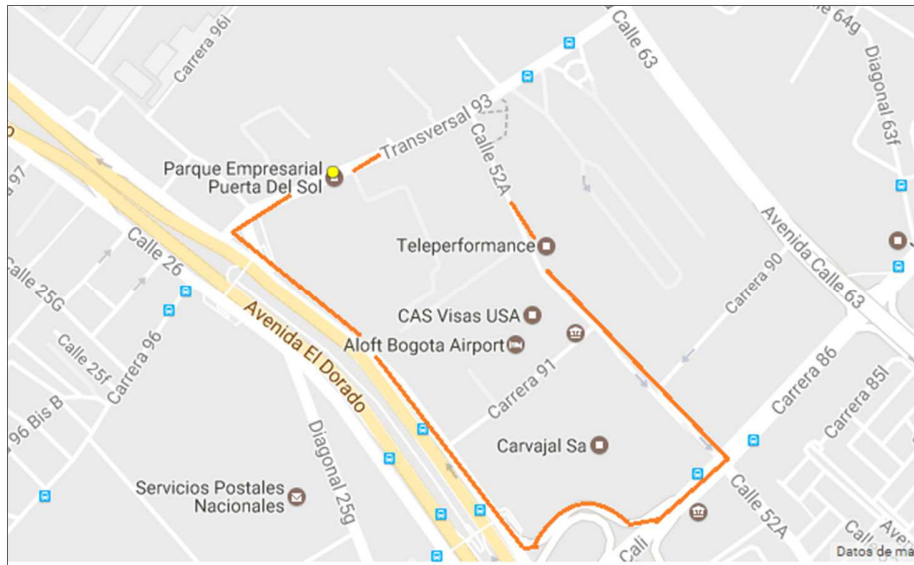 Carrera 96i
Calle 63
Calle 64g
Diagonal 63f
Transversal 93
Calle 52A
Parque Empresarial
Puerta Del Sol
Calle 26
Teleperformance
Avenida Calle 63
Carrera 90
Calle 25G
Avenida El Dorado
CAS Visas USA
Aloft Bogota Airport
Carrera 96
Calle 25f
Carrera 91
Carrera 86
Carrera 85I
96 Bis B
Diagonal 25g
Carvajal Sa
Servicios Postales
Nacionales
Calle 52A
Cali
Datos de ma